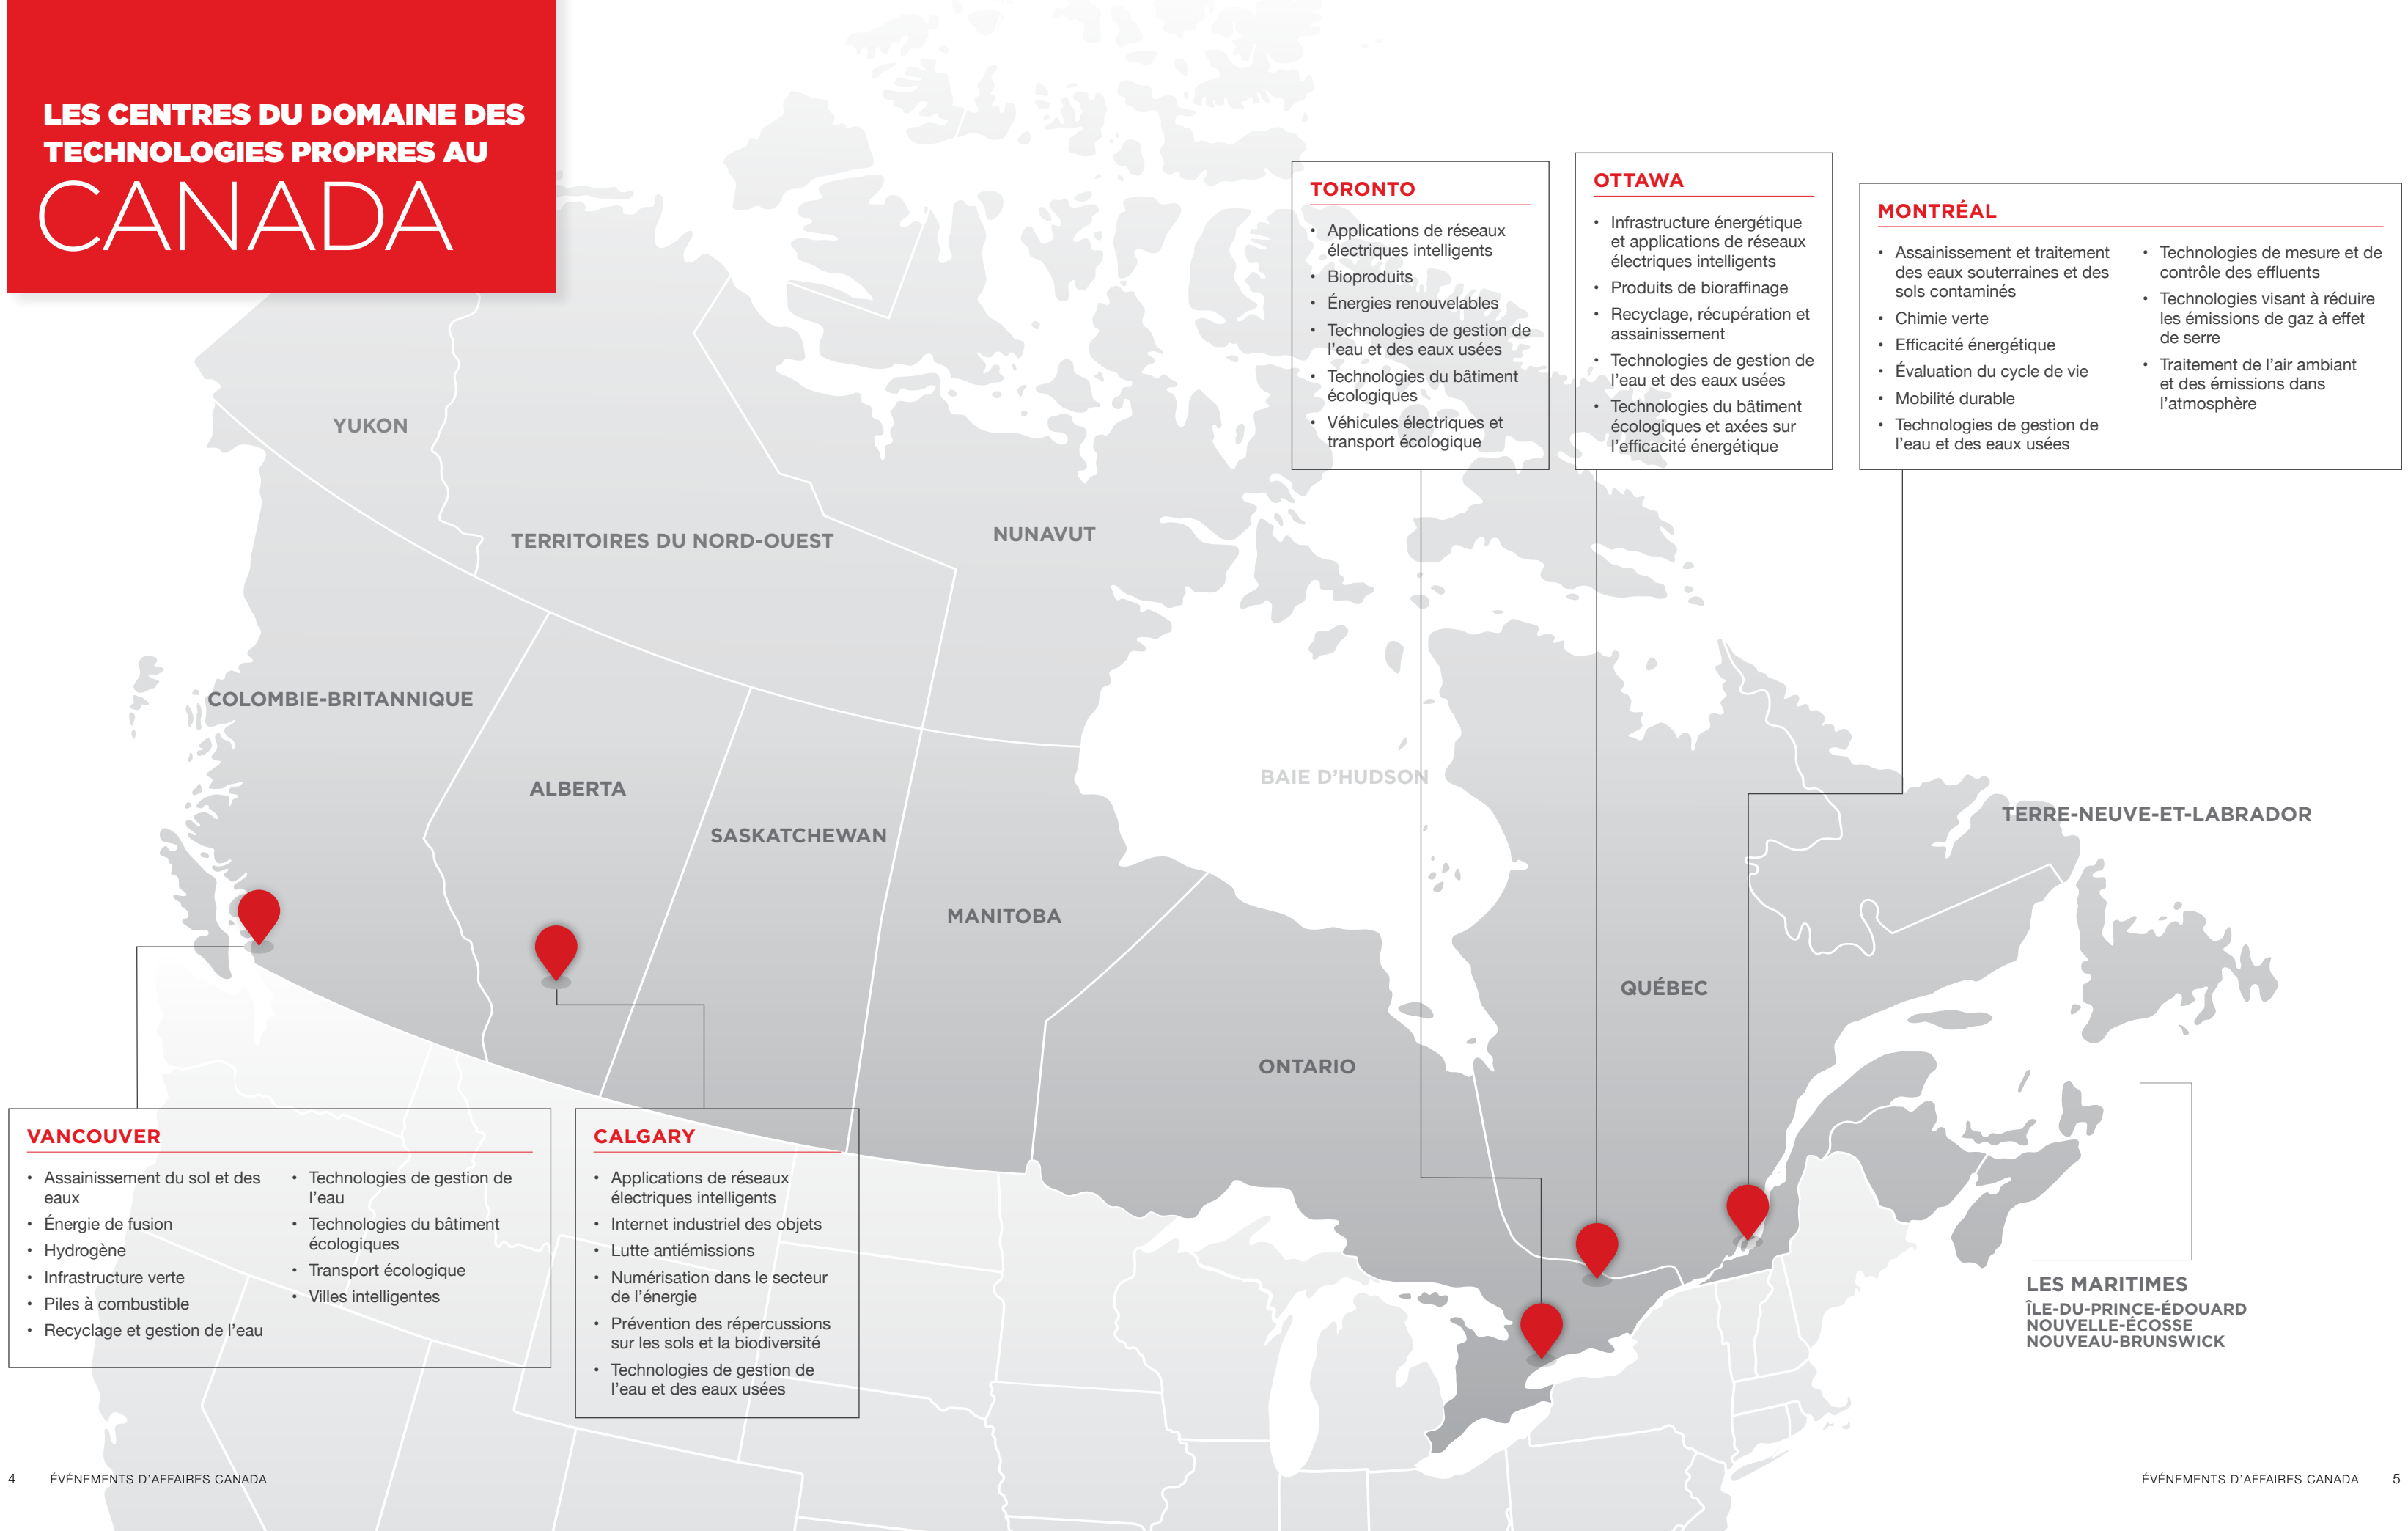 LES CENTRES DU DOMAINE DES
TECHNOLOGIES PROPRES AU
CANADA
TORONTO
• Applications de réseaux
électriques intelligents
• Bioproduits
• Énergies renouvelables
• Technologies de gestion de
l’eau et des eaux usées
• Technologies du bâtiment
écologiques
• Véhicules électriques et
transport écologique
OTTAWA
• Infrastructure énergétique
et applications de réseaux
électriques intelligents
• Produits de bioraffinage
• Recyclage, récupération et
assainissement
• Technologies de gestion de
l’eau et des eaux usées
• Technologies du bâtiment
écologiques et axées sur
l’efficacité énergétique
MONTRÉAL
• Assainissement et traitement
des eaux souterraines et des
sols contaminés
• Chimie verte
• Efficacité énergétique
• Évaluation du cycle de vie
• Mobilité durable
• Technologies de gestion de
l’eau et des eaux usées
• Technologies de mesure et de
contrôle des effluents
• Technologies visant à réduire
les émissions de gaz à effet
de serre
• Traitement de l’air ambiant
et des émissions dans
l’atmosphère
YUKON
TERRITOIRES DU NORD-OUEST
NUNAVUT
COLOMBIE-BRITANNIQUE
ALBERTA
SASKATCHEWAN
MANITOBA
BAIE D’HUDSON
ONTARIO
QUÉBEC
TERRE-NEUVE-ET-LABRADOR
VANCOUVER
• Assainissement du sol et des
eaux
• Énergie de fusion
• Hydrogène
• Infrastructure verte
• Piles à combustible
• Recyclage et gestion de l’eau
• Technologies de gestion de
l’eau
• Technologies du bâtiment
écologiques
• Transport écologique
• Villes intelligentes
CALGARY
• Applications de réseaux
électriques intelligents
• Internet industriel des objets
• Lutte antiémissions
• Numérisation dans le secteur
de l’énergie
• Prévention des répercussions
sur les sols et la biodiversité
• Technologies de gestion de
l’eau et des eaux usées
LES MARITIMES
ÎLE-DU-PRINCE-ÉDOUARD
NOUVELLE-ÉCOSSE
NOUVEAU-BRUNSWICK
4 ÉVÉNEMENTS D’AFFAIRES CANADA
ÉVÉNEMENTS D’AFFAIRES CANADA 5